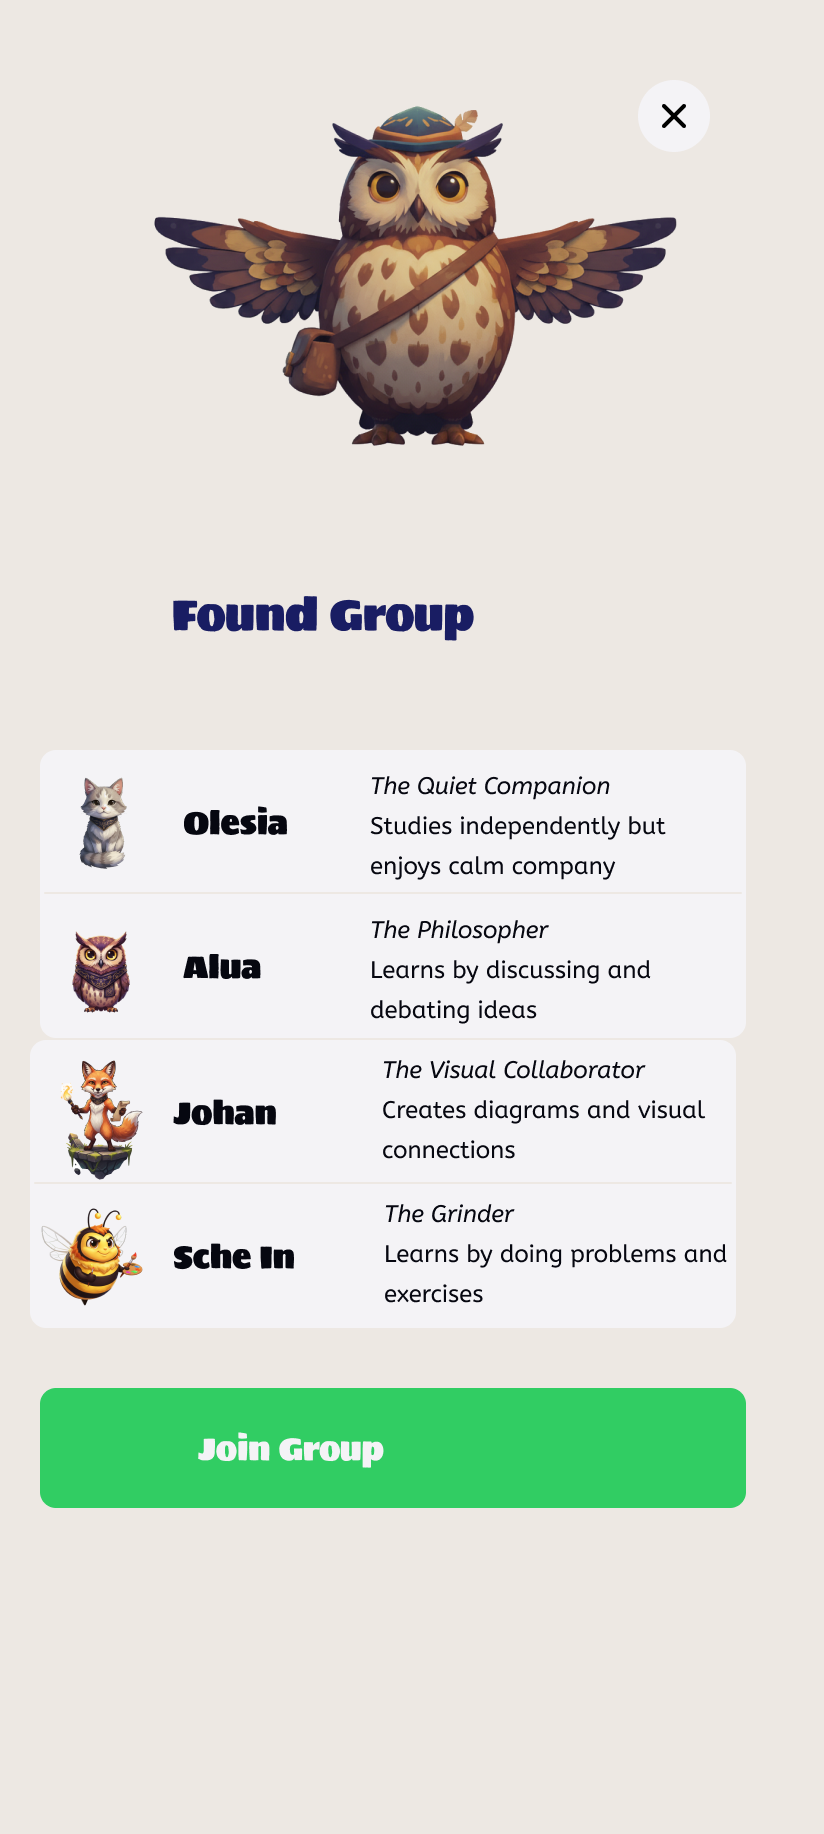 Found Group
Olesia
The Quiet Companion
Studies independently but
enjoys calm company
Alua
The Philosopher
Learns by discussing and
debating ideas
Johan
The Visual Collaborator
Creates diagrams and visual
connections
Sche In
The Grinder
Learns by doing problems and
exercises
Join Group